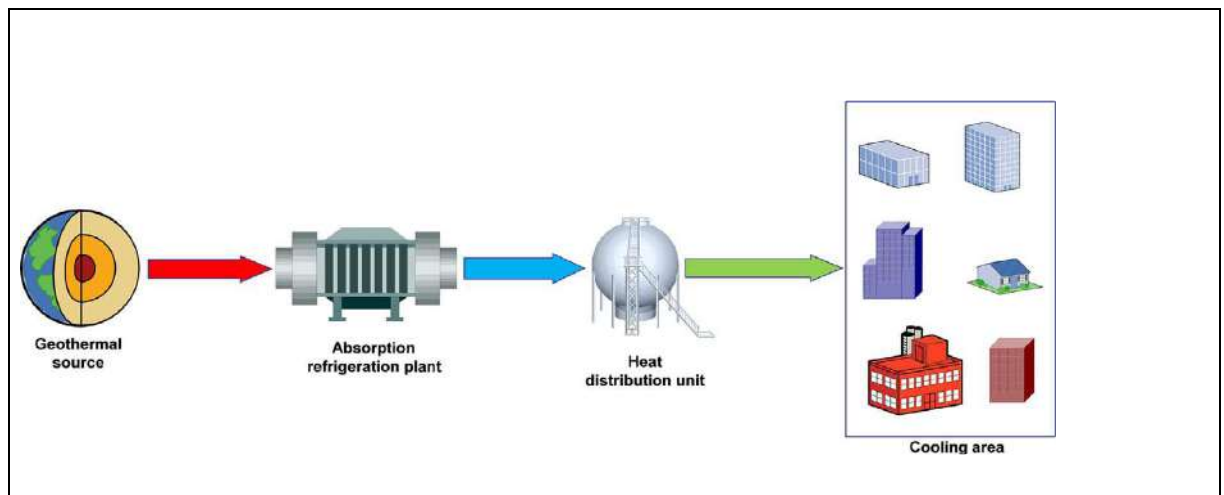 Geothermal
source
Absorption
refrigeration plant
Heat
distribution unit
Cooling area